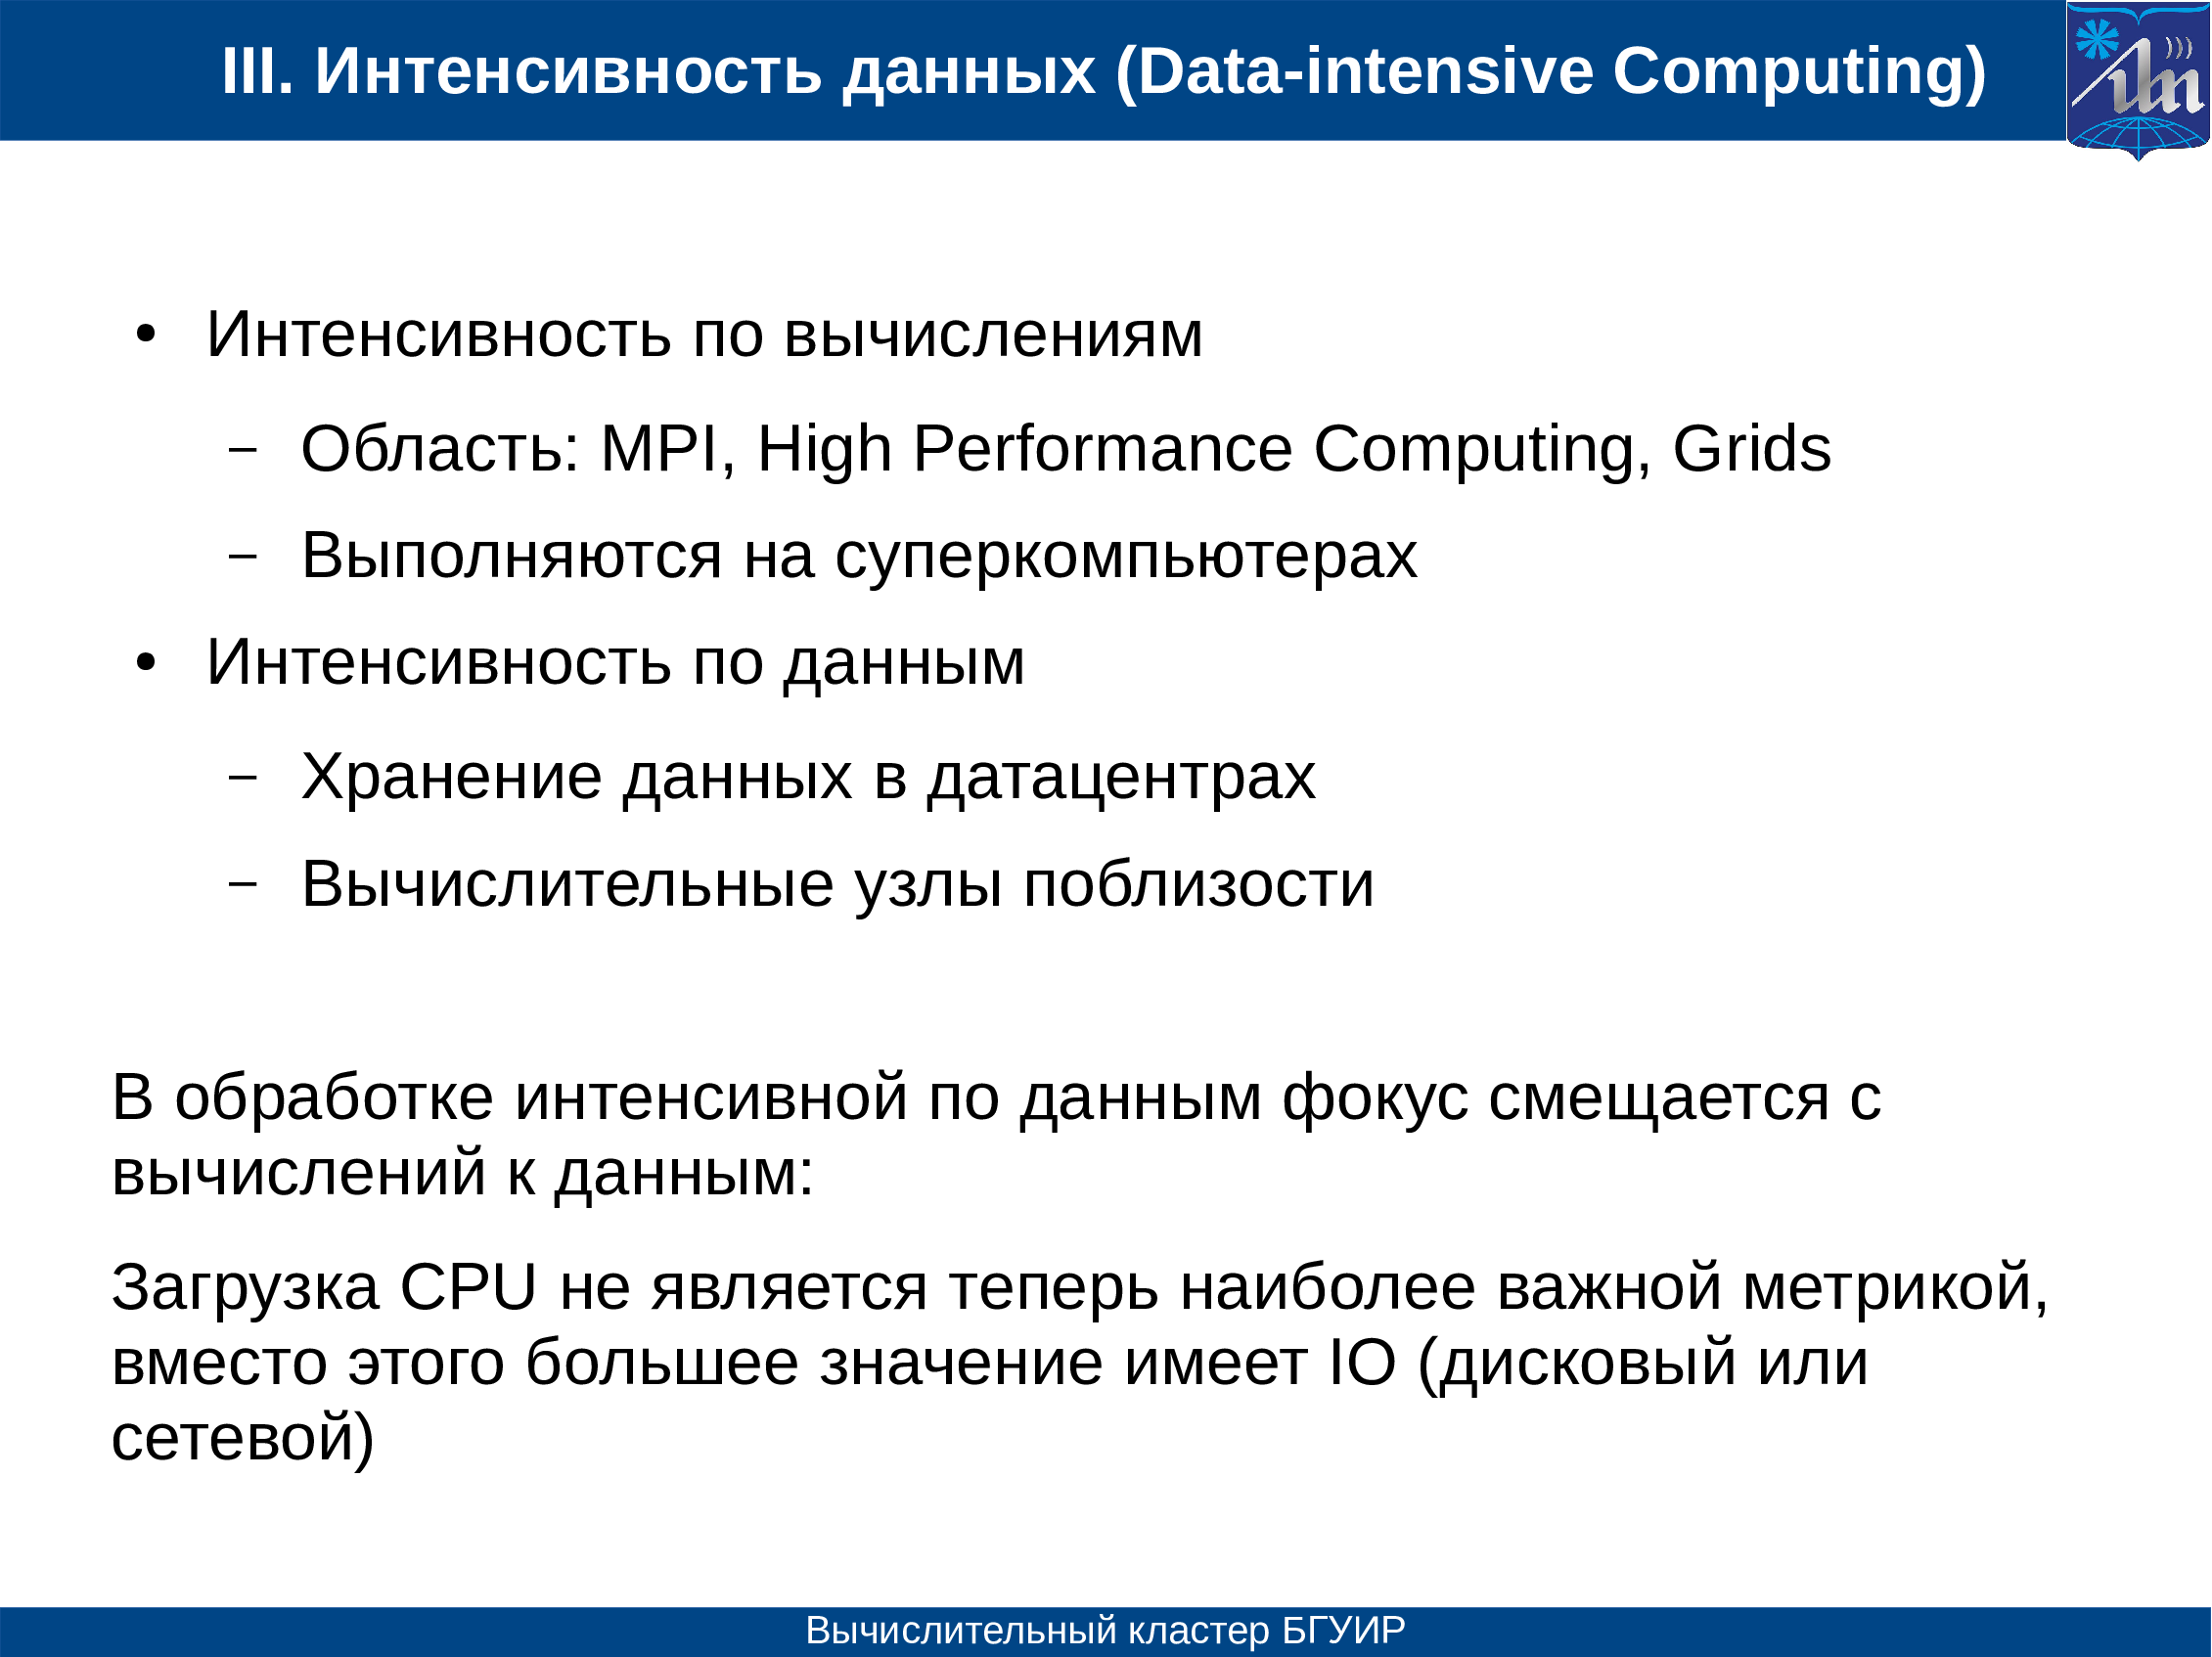 III. Интенсивность данных (Data-intensive Computing)
• Интенсивность по вычислениям
– Область: MPI, High Performance Computing, Grids
– Выполняются на суперкомпьютерах
• Интенсивность по данным
– Хранение данных в датацентрах
– Вычислительные узлы поблизости
В обработке интенсивной по данным фокус смещается с
вычислений к данным:
Загрузка CPU не является теперь наиболее важной метрикой,
вместо этого большее значение имеет IO (дисковый или
сетевой)
Вычислительный кластер БГУИР